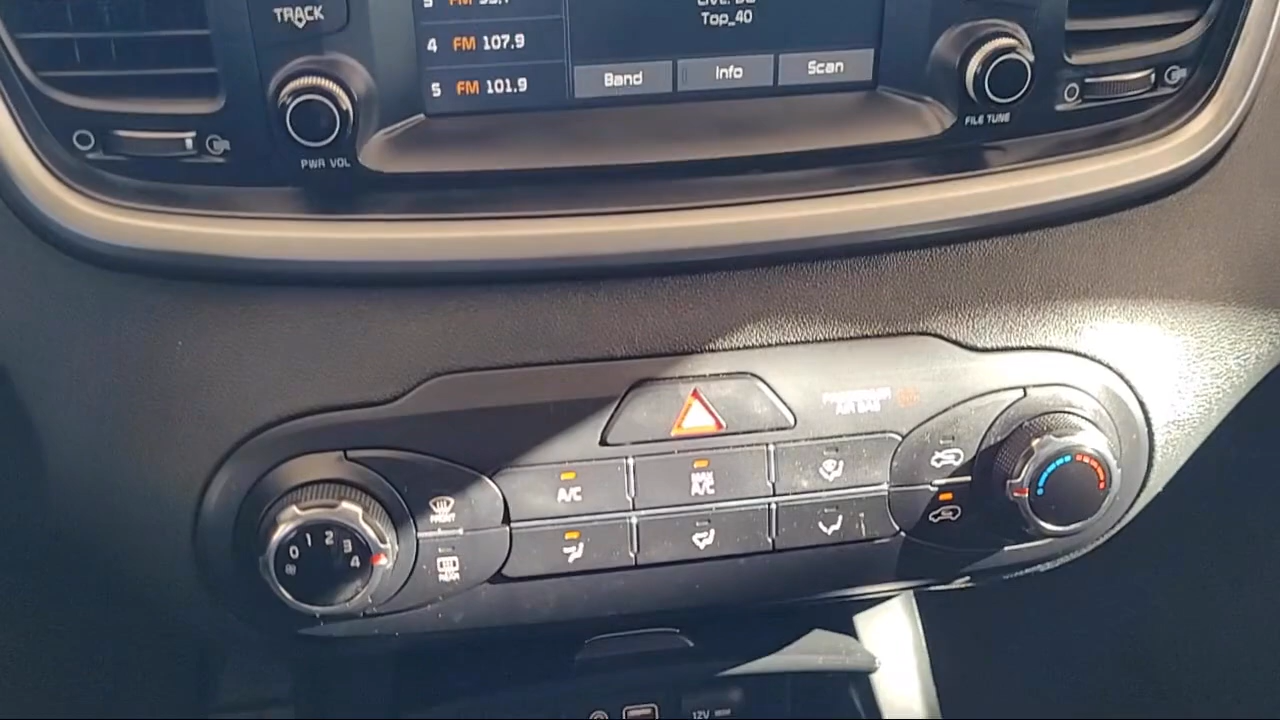 TRACK
Top_40
4 FM 107.9
5 FM 101.9
Band
Info
Scan
PWR VOL
FILE TUNE
AIR BAG
A/C
MAX
A/C
FRONT
REAR
0 1 2 3 4
12V